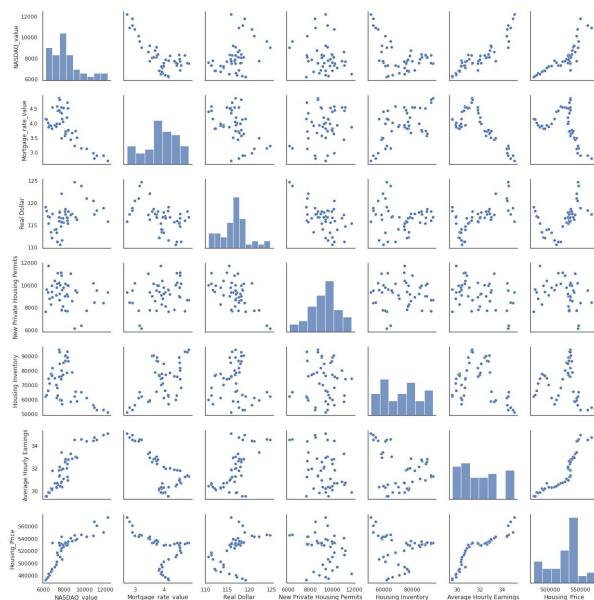 12000
10000
8000
6000
NASDAQ_value
4.5
4.0
3.5
3.0
Mortgage_rate_value
125
120
115
110
Real Dollar
12000
10000
8000
6000
New Private Housing Permits
90000
80000
70000
60000
50000
Housing Inventory
34
32
30
Average Hourly Earnings
560000
540000
520000
500000
480000
Housing_Price
6000 8000 10000 12000
NASDAQ_value
3 4
Mortgage_rate_value
110 115 120 125
Real Dollar
6000 8000 10000 12000
New Private Housing Permits
60000 80000
Housing Inventory
30 32 34
Average Hourly Earnings
500000 550000
Housing_Price